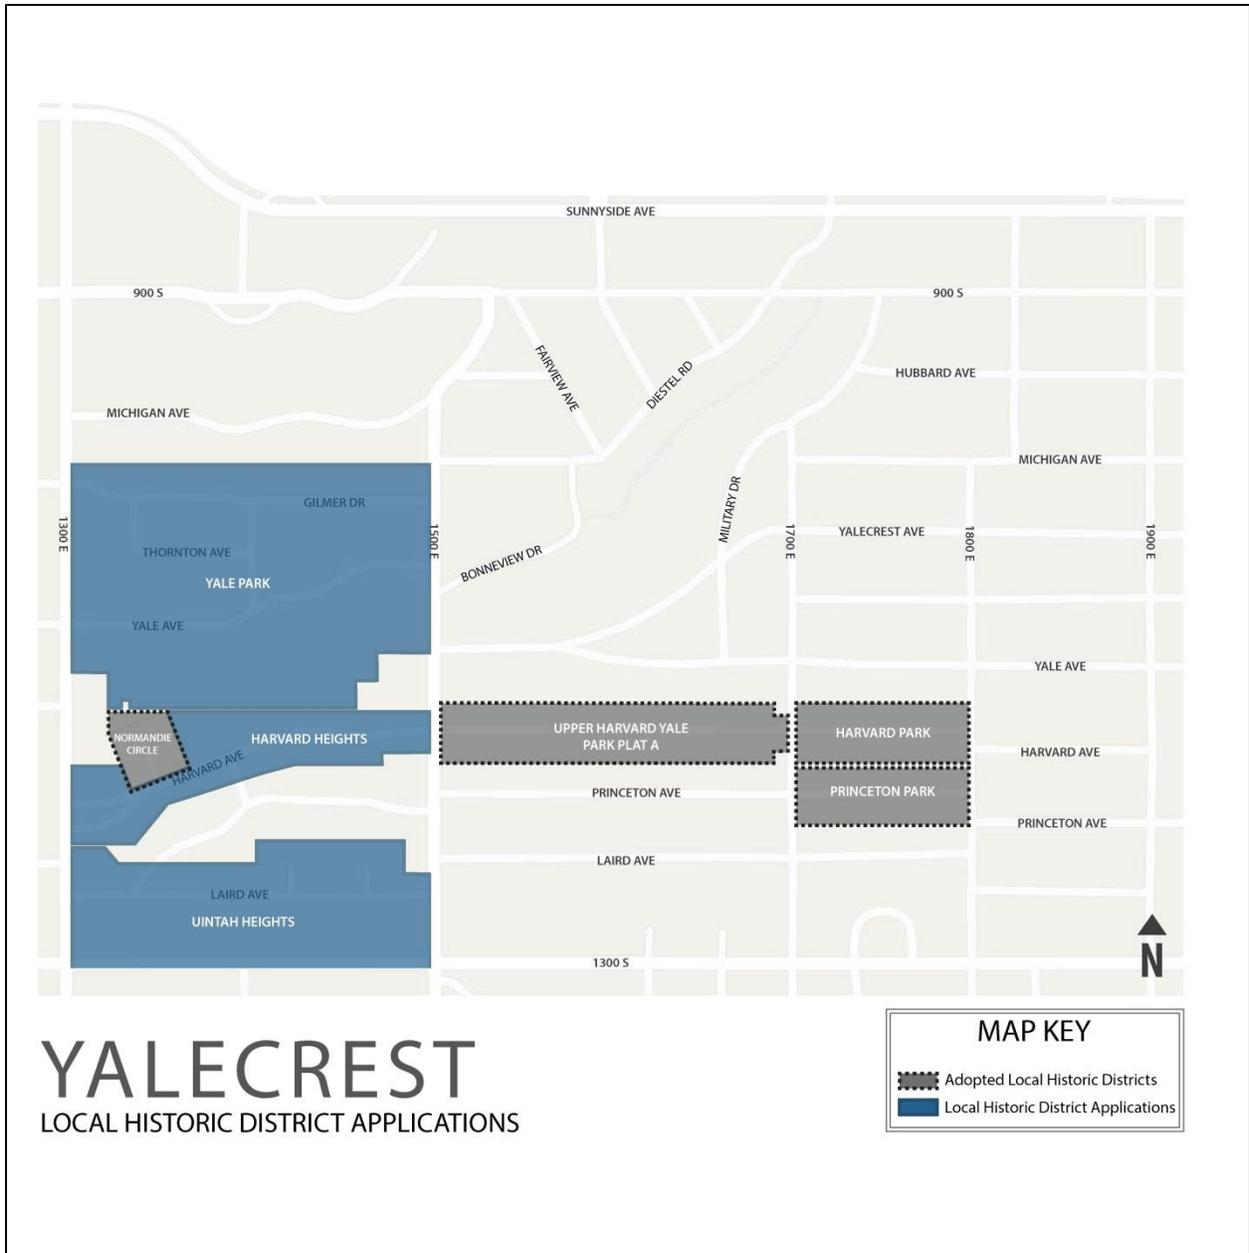 SUNNYSIDE AVE
900 S
900 S
FAIRVIEW AVE
DIESTEL RD
HUBBARD AVE
MICHIGAN AVE
MICHIGAN AVE
GILMER DR
MILITARY DR
1300 E
THORNTON AVE
1500 E
BONNEVIEW DR
1700 E
YALECREST AVE
1800 E
1900 E
YALE PARK
YALE AVE
YALE AVE
NORMANDIE
CIRCLE
HARVARD HEIGHTS
HARVARD AVE
UPPER HARVARD YALE
PARK PLAT A
HARVARD PARK
HARVARD AVE
PRINCETON AVE
PRINCETON PARK
PRINCETON AVE
LAIRD AVE
LAIRD AVE
UINTAH HEIGHTS
1300 S
N
YALECREST
LOCAL HISTORIC DISTRICT APPLICATIONS
MAP KEY
Adopted Local Historic Districts
Local Historic District Applications